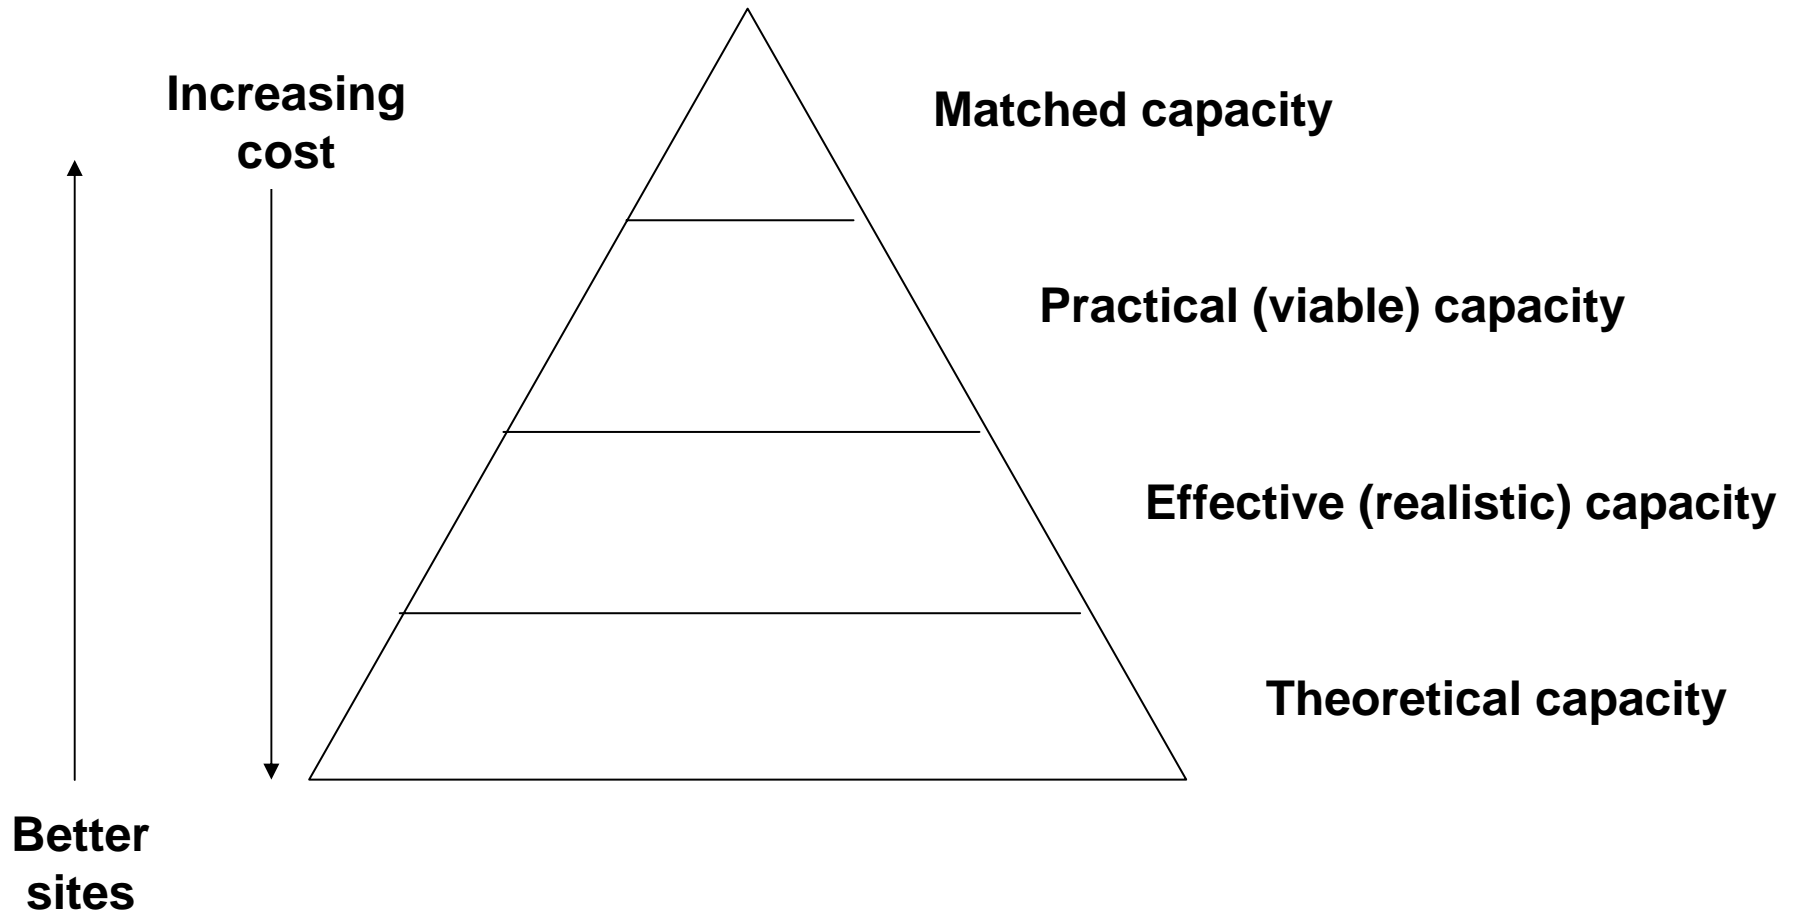 Increasing
cost
Matched capacity
Practical (viable) capacity
Effective (realistic) capacity
Theoretical capacity
Better
sites